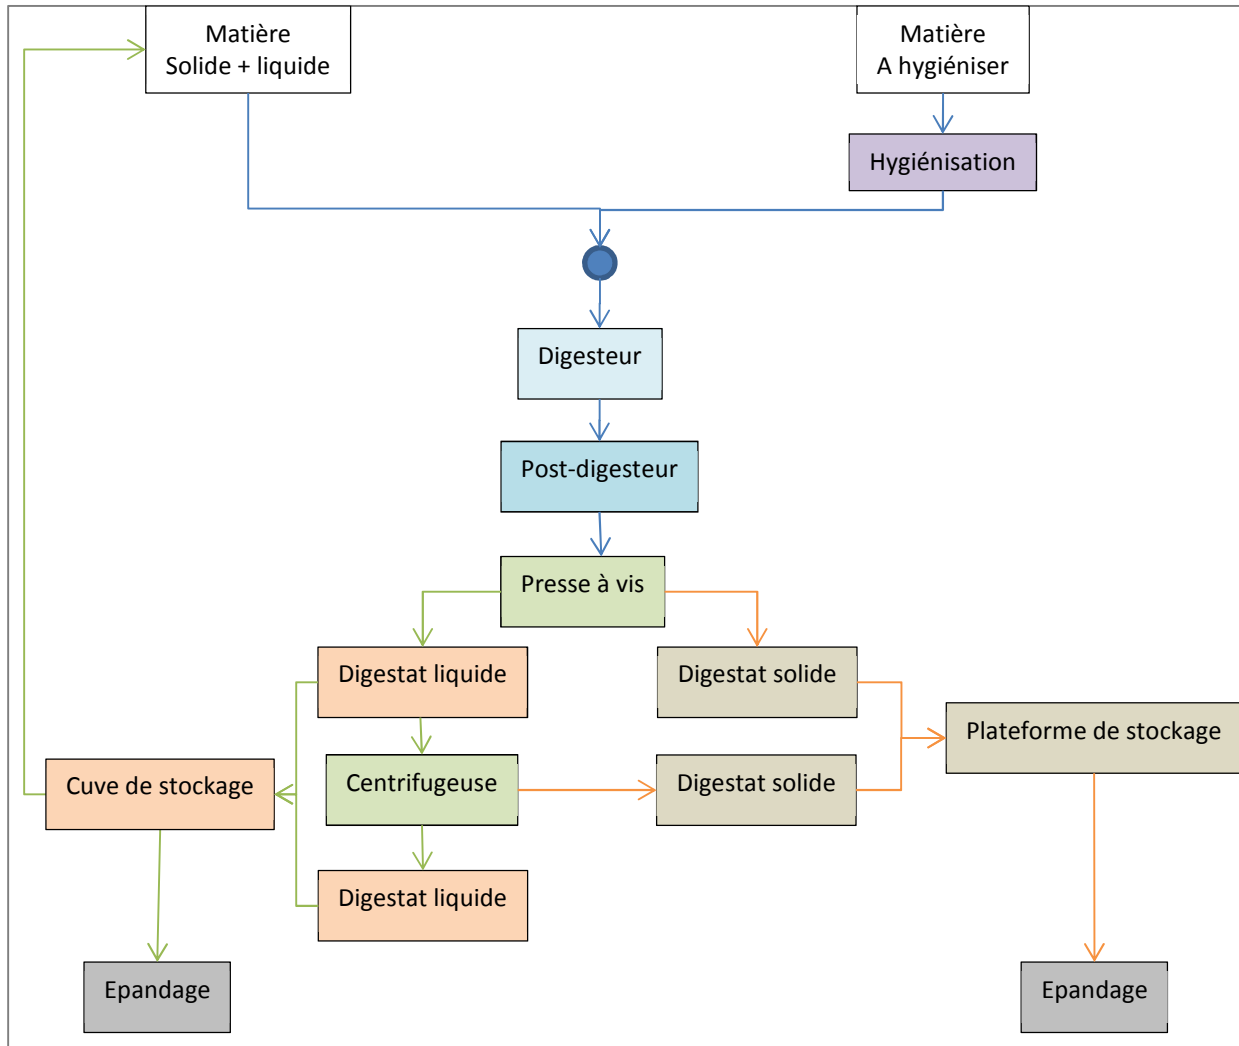 Matière
Solide + liquide
Matière
A hygiéniser
Hygiénisation
Digesteur
Post-digesteur
Presse à vis
Digestat liquide
Digestat solide
Plateforme de stockage
Cuve de stockage
Centrifugeuse
Digestat solide
Digestat liquide
Epandage
Epandage